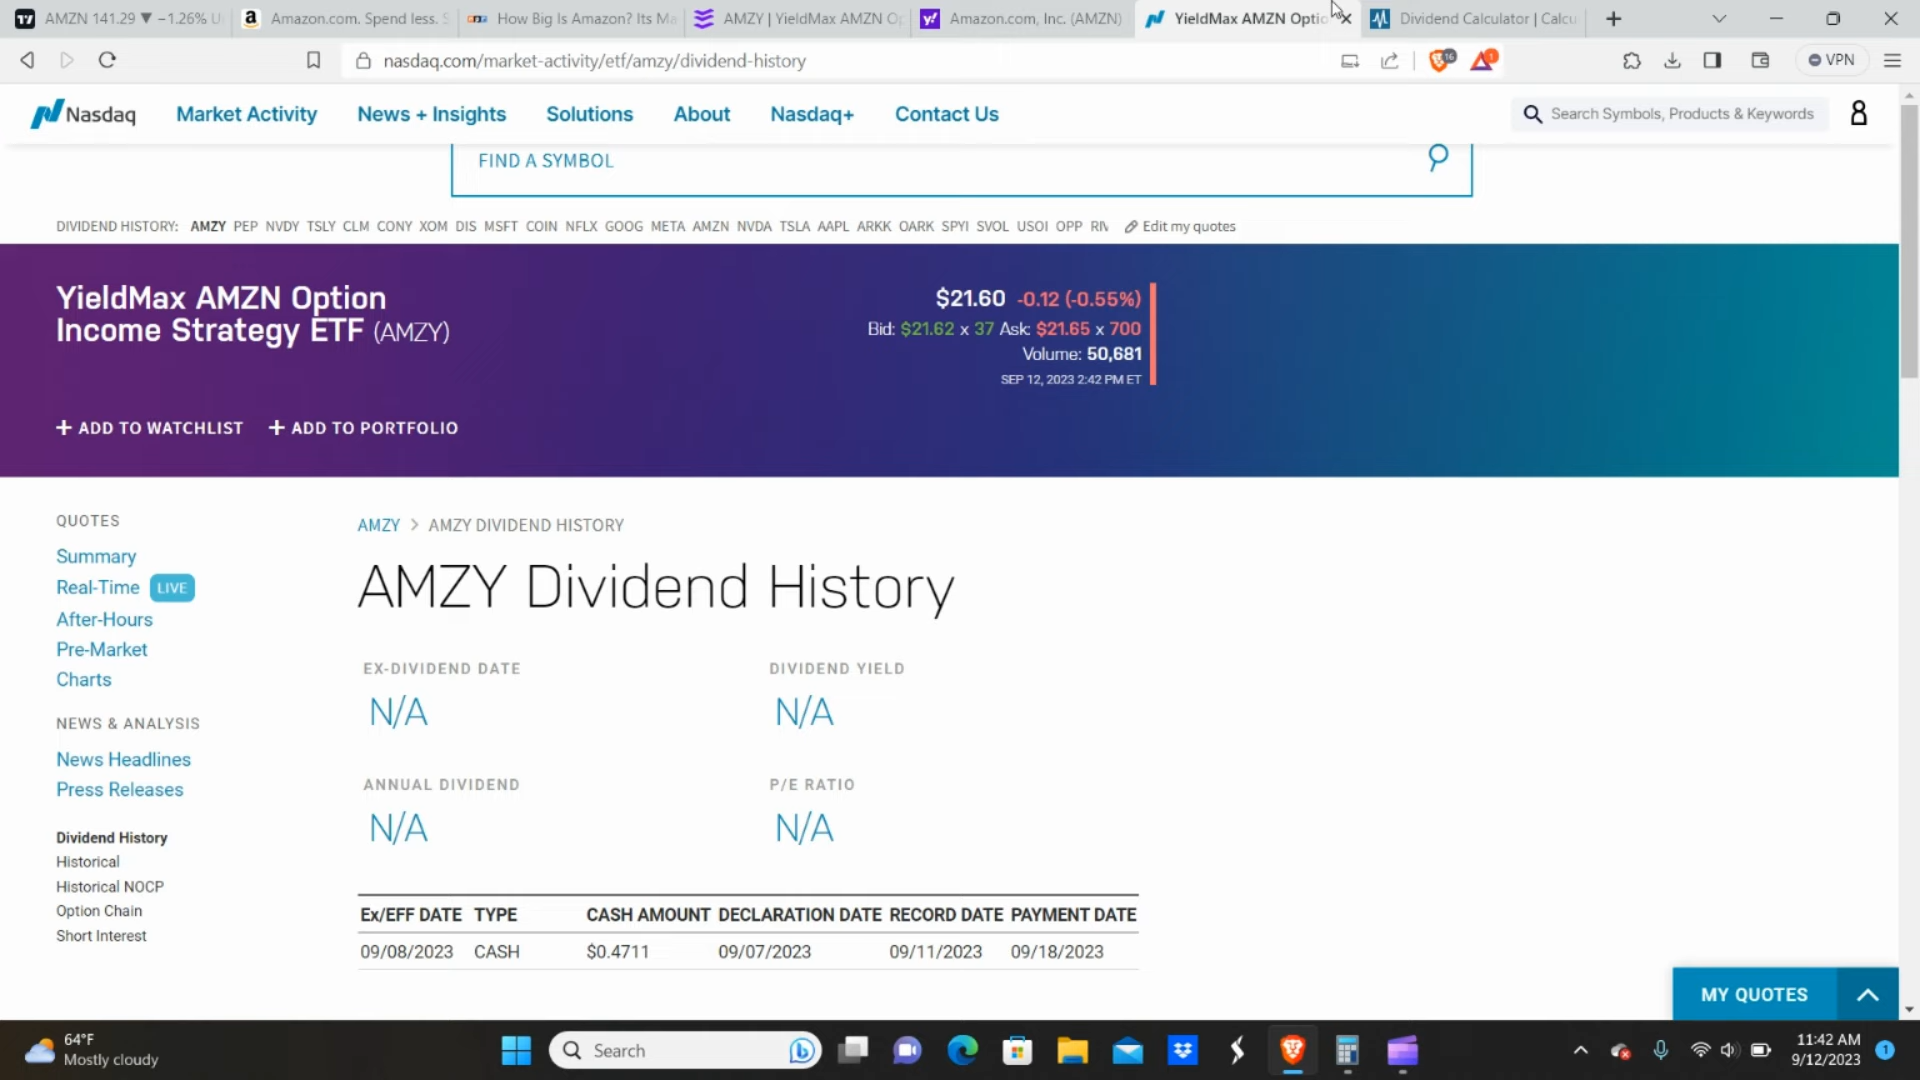 AMZN 141.29 ▼ −1.26% U
Amazon.com. Spend less. S
How Big Is Amazon? Its Ma
AMZY | YieldMax AMZN Op
Amazon.com, Inc. (AMZN)
YieldMax AMZN Optio
Dividend Calculator | Calcu
nasdaq.com/market-activity/etf/amzy/dividend-history
16
1
VPN
Nasdaq
Market Activity
News + Insights
Solutions
About
Nasdaq+
Contact Us
Search Symbols, Products & Keywords
FIND A SYMBOL
DIVIDEND HISTORY: AMZY PEP NVDY TSLY CLM CONY XOM DIS MSFT COIN NFLX GOOG META AMZN NVDA TSLA AAPL ARKK OARK SPYI SVOL USOI OPP Edit my quotes
YieldMax AMZN Option
Income Strategy ETF (AMZY)
$21.60 -0.12 (-0.55%)
Bid: $21.62 x 37 Ask: $21.65 x 700
Volume: 50,681
SEP 12, 2023 2:42 PM ET
+ ADD TO WATCHLIST + ADD TO PORTFOLIO
QUOTES
Summary
Real-Time LIVE
After-Hours
Pre-Market
Charts
NEWS & ANALYSIS
News Headlines
Press Releases
Dividend History
Historical
Historical NOCP
Option Chain
Short Interest
AMZY > AMZY DIVIDEND HISTORY
AMZY Dividend History
EX-DIVIDEND DATE
N/A
DIVIDEND YIELD
N/A
ANNUAL DIVIDEND
N/A
P/E RATIO
N/A
Ex/EFF DATE TYPE CASH AMOUNT DECLARATION DATE RECORD DATE PAYMENT DATE
09/08/2023 CASH $0.4711 09/07/2023 09/11/2023 09/18/2023
MY QUOTES
64°F
Mostly cloudy
Search
11:42 AM
9/12/2023
1